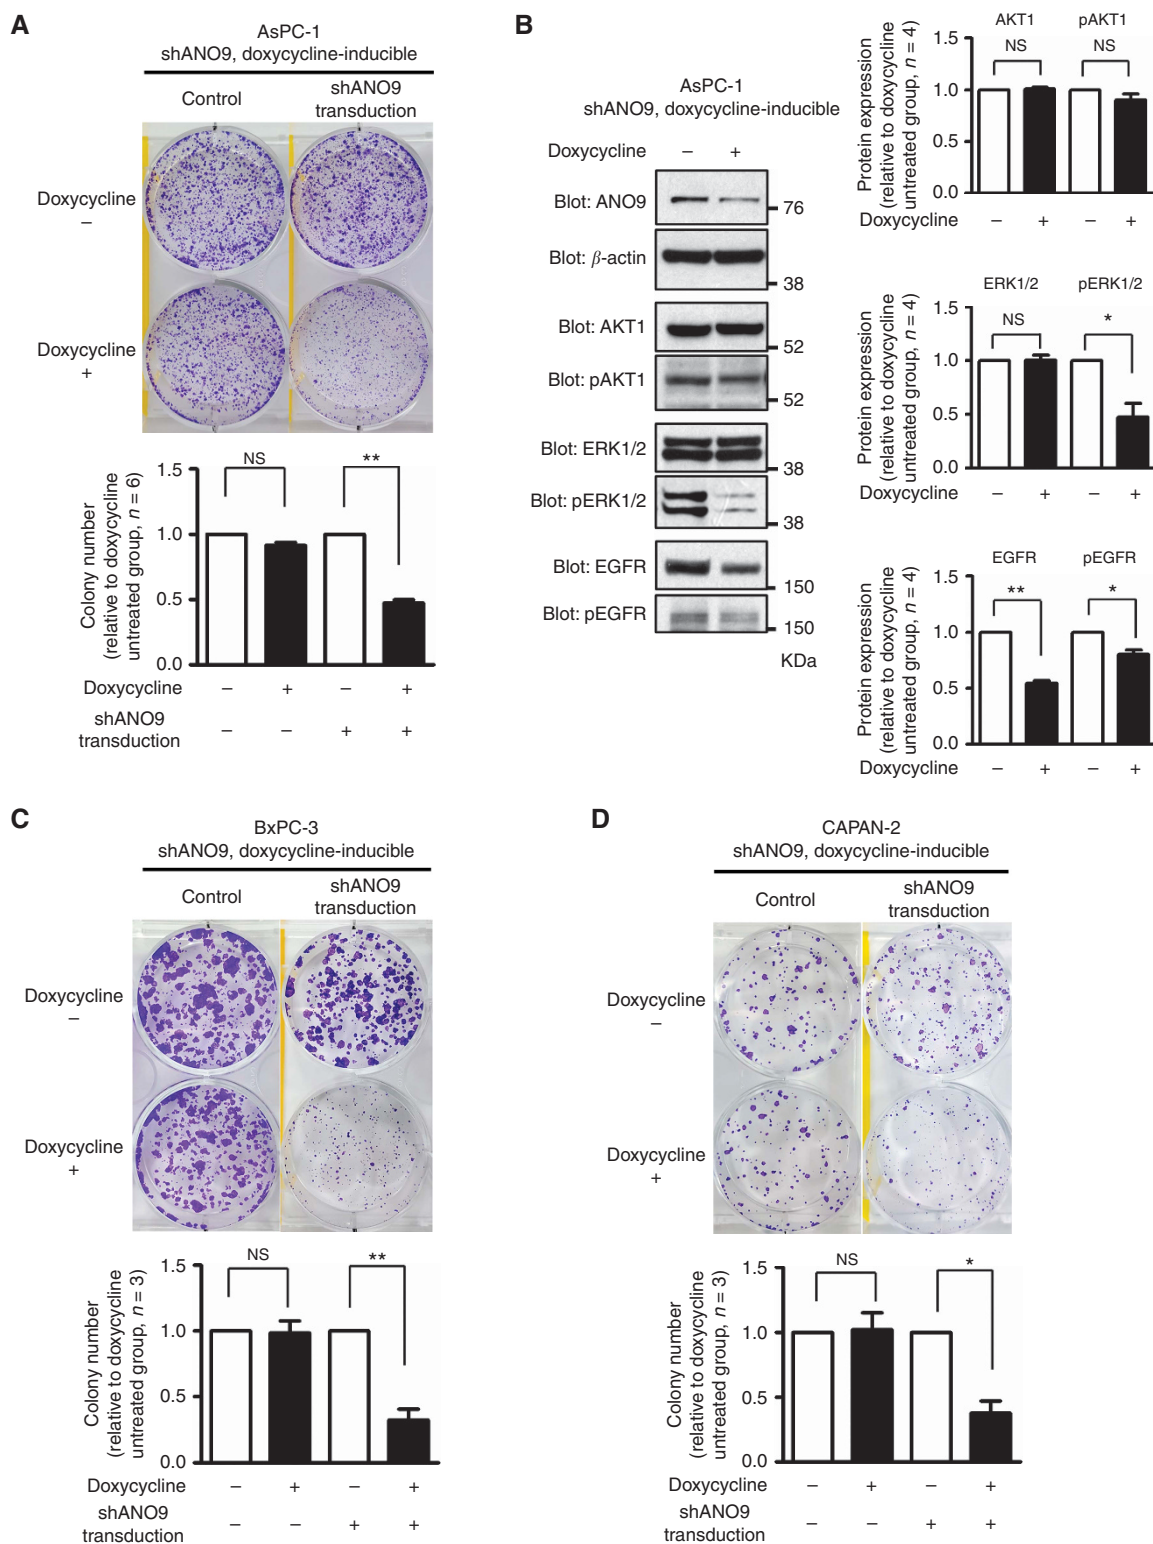 A
AsPC-1
shANO9, doxycycline-inducible
Control
shANO9
transduction
Doxycycline
–
Doxycycline
+
Colony number
(relative to doxycycline
untreated group, n = 6)
1.5
1.0
0.5
0.0
NS
**
Doxycycline – + – +
shANO9
transduction
– – + +
B
AsPC-1
shANO9, doxycycline-inducible
Doxycycline – +
Blot: ANO9
76
Blot: β-actin
38
Blot: AKT1
52
Blot: pAKT1
52
Blot: ERK1/2
38
Blot: pERK1/2
38
Blot: EGFR
150
Blot: pEGFR
150
KDa
Protein expression
(relative to doxycycline
untreated group, n = 4)
AKT1 pAKT1
1.5
1.0
0.5
0.0
NS NS
Doxycycline – + – +
Protein expression
(relative to doxycycline
untreated group, n = 4)
ERK1/2 pERK1/2
1.5
1.0
0.5
0.0
NS *
Doxycycline – + – +
Protein expression
(relative to doxycycline
untreated group, n = 4)
EGFR pEGFR
1.5
1.0
0.5
0.0
** *
Doxycycline – + – +
C
BxPC-3
shANO9, doxycycline-inducible
Control
shANO9
transduction
Doxycycline
–
Doxycycline
+
Colony number
(relative to doxycycline
untreated group, n = 3)
1.5
1.0
0.5
0.0
NS
**
Doxycycline – + – +
shANO9
transduction
– – + +
D
CAPAN-2
shANO9, doxycycline-inducible
Control
shANO9
transduction
Doxycycline
–
Doxycycline
+
Colony number
(relative to doxycycline
untreated group, n = 3)
1.5
1.0
0.5
0.0
NS
*
Doxycycline – + – +
shANO9
transduction
– – + +